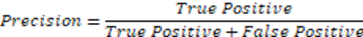 Precision = True Positive / True Positive + False Positive